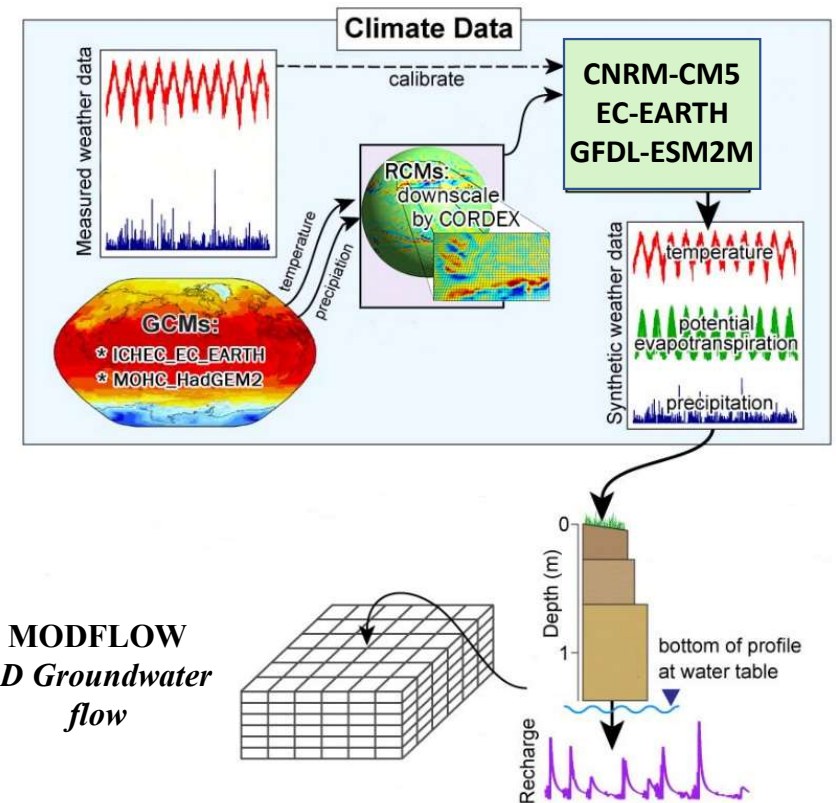 Climate Data
Measured weather data
calibrate
CNRM-CM5
EC-EARTH
GFDL-ESM2M
RCMs:
downscale
by CORDEX
temperature
precipiation
GCMs:
* ICHEC_EC_EARTH
* MOHC_HadGEM2
Synthetic weather data
temperature
potential
evapotranspiration
precipitation
0
Depth (m)
1
bottom of profile
at water table
MODFLOW
D Groundwater
flow
Recharge